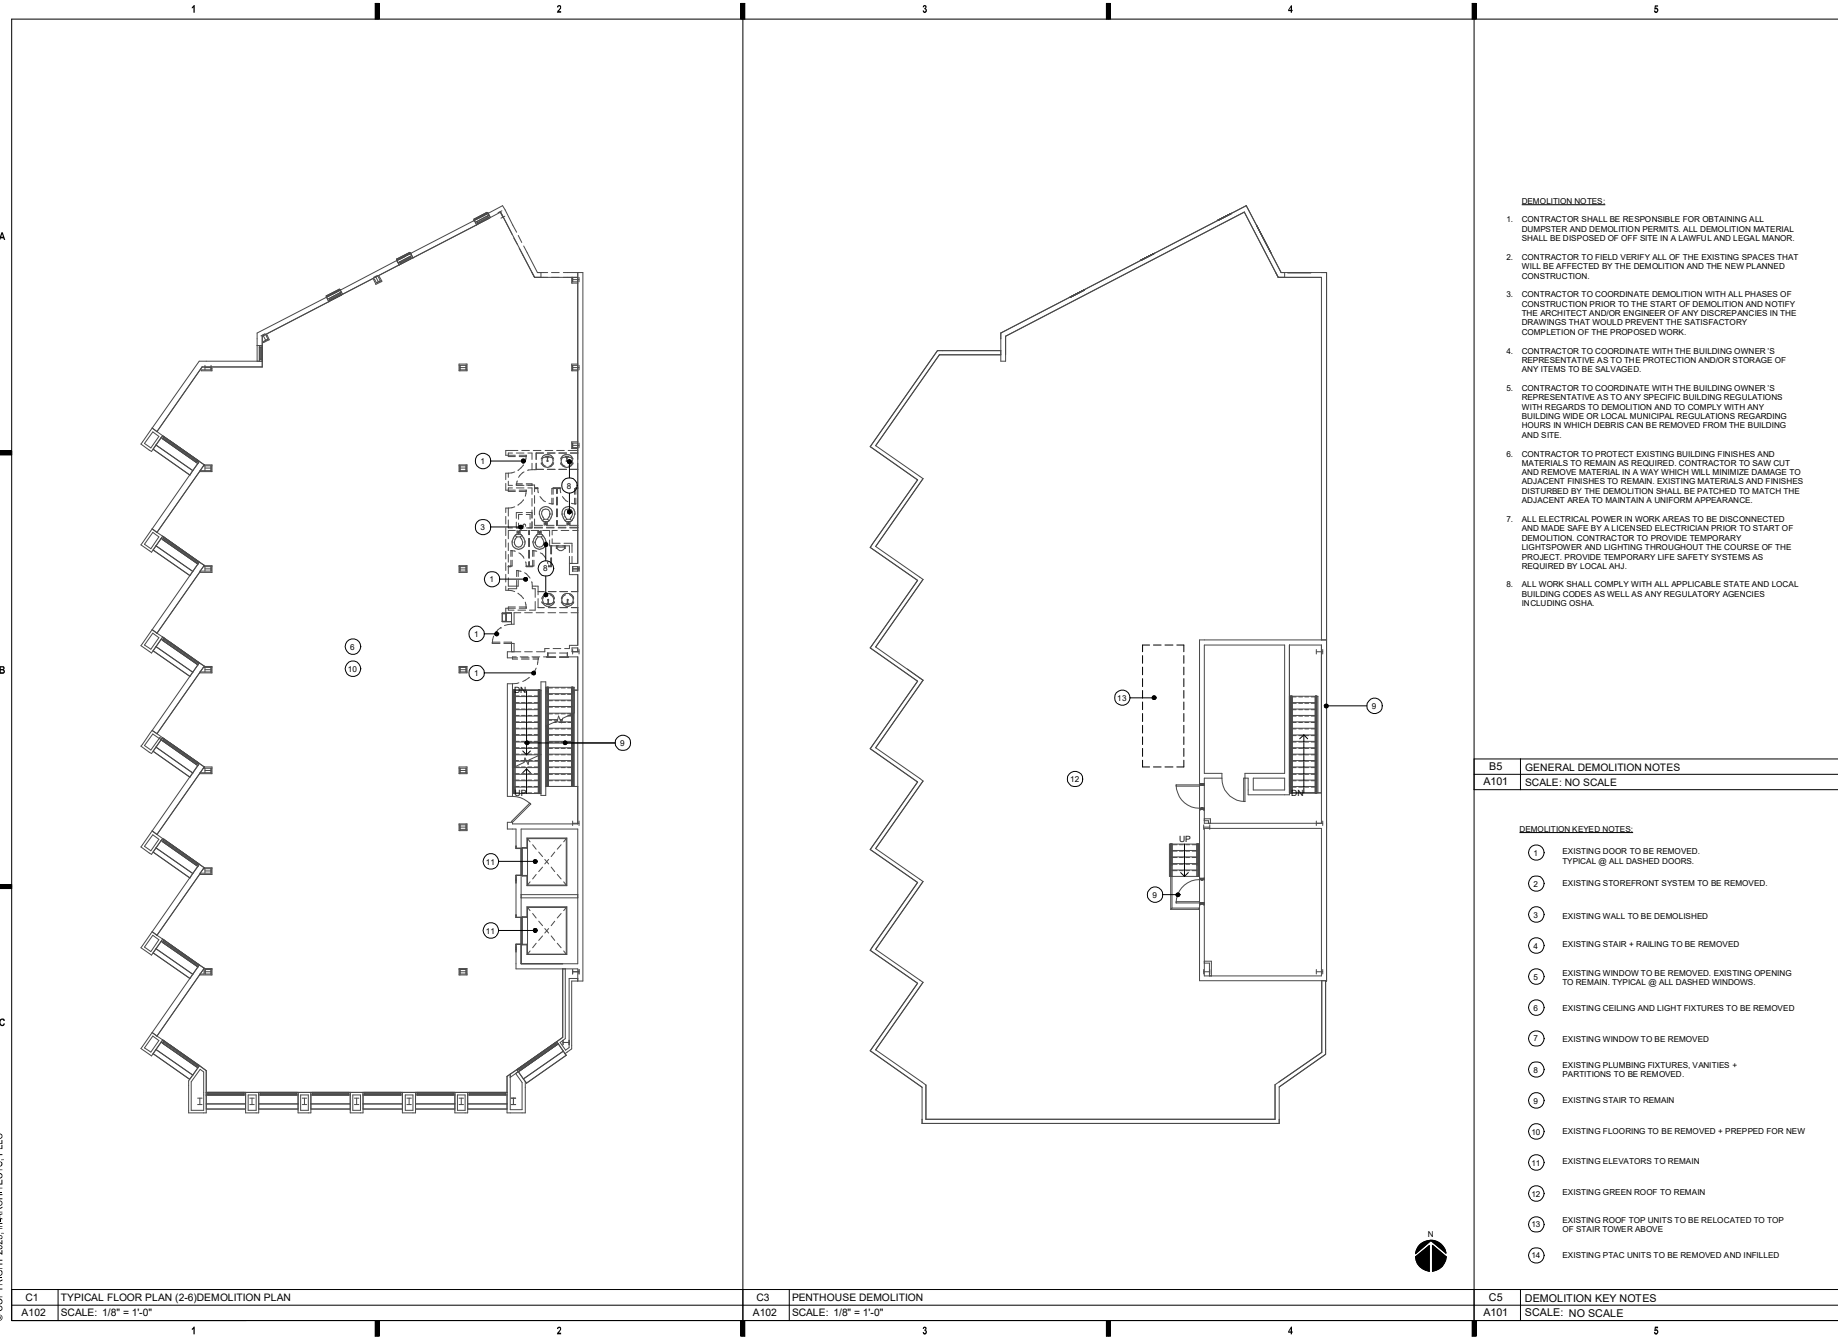 1 2 3 4 5
A
B
C
1
8
3
1
8
1
6
10
1
DN
9
UP
11
11
13
9
12
DN
UP
9
N
DEMOLITION NOTES:
1. CONTRACTOR SHALL BE RESPONSIBLE FOR OBTAINING ALL
DUMPSTER AND DEMOLITION PERMITS. ALL DEMOLITION MATERIAL
SHALL BE DISPOSED OF OFF SITE IN A LAWFUL AND LEGAL MANOR.
2. CONTRACTOR TO FIELD VERIFY ALL OF THE EXISTING SPACES THAT
WILL BE AFFECTED BY THE DEMOLITION AND THE NEW PLANNED
CONSTRUCTION.
3. CONTRACTOR TO COORDINATE DEMOLITION WITH ALL PHASES OF
CONSTRUCTION PRIOR TO THE START OF DEMOLITION AND NOTIFY
THE ARCHITECT AND/OR ENGINEER OF ANY DISCREPANCIES IN THE
DRAWINGS THAT WOULD PREVENT THE SATISFACTORY
COMPLETION OF THE PROPOSED WORK.
4. CONTRACTOR TO COORDINATE WITH THE BUILDING OWNER 'S
REPRESENTATIVE AS TO THE PROTECTION AND/OR STORAGE OF
ANY ITEMS TO BE SALVAGED.
5. CONTRACTOR TO COORDINATE WITH THE BUILDING OWNER 'S
REPRESENTATIVE AS TO ANY SPECIFIC BUILDING REGULATIONS
WITH REGARDS TO DEMOLITION AND TO COMPLY WITH ANY
BUILDING WIDE OR LOCAL MUNICIPAL REGULATIONS REGARDING
HOURS IN WHICH DEBRIS CAN BE REMOVED FROM THE BUILDING
AND SITE.
6. CONTRACTOR TO PROTECT EXISTING BUILDING FINISHES AND
MATERIALS TO REMAIN AS REQUIRED. CONTRACTOR TO SAW CUT
AND REMOVE MATERIAL IN A WAY WHICH WILL MINIMIZE DAMAGE TO
ADJACENT FINISHES TO REMAIN. EXISTING MATERIALS AND FINISHES
DISTURBED BY THE DEMOLITION SHALL BE PATCHED TO MATCH THE
ADJACENT AREA TO MAINTAIN A UNIFORM APPEARANCE.
7. ALL ELECTRICAL POWER IN WORK AREAS TO BE DISCONNECTED
AND MADE SAFE BY A LICENSED ELECTRICIAN PRIOR TO START OF
DEMOLITION. CONTRACTOR TO PROVIDE TEMPORARY
LIGHTSPOWER AND LIGHTING THROUGHOUT THE COURSE OF THE
PROJECT. PROVIDE TEMPORARY LIFE SAFETY SYSTEMS AS
REQUIRED BY LOCAL AHJ.
8. ALL WORK SHALL COMPLY WITH ALL APPLICABLE STATE AND LOCAL
BUILDING CODES AS WELL AS ANY REGULATORY AGENCIES
INCLUDING OSHA.
B5 GENERAL DEMOLITION NOTES
A101 SCALE: NO SCALE
DEMOLITION KEYED NOTES:
1 EXISTING DOOR TO BE REMOVED.
TYPICAL @ ALL DASHED DOORS.
2 EXISTING STOREFRONT SYSTEM TO BE REMOVED.
3 EXISTING WALL TO BE DEMOLISHED
4 EXISTING STAIR + RAILING TO BE REMOVED
5 EXISTING WINDOW TO BE REMOVED. EXISTING OPENING
TO REMAIN. TYPICAL @ ALL DASHED WINDOWS.
6 EXISTING CEILING AND LIGHT FIXTURES TO BE REMOVED
7 EXISTING WINDOW TO BE REMOVED
8 EXISTING PLUMBING FIXTURES, VANITIES +
PARTITIONS TO BE REMOVED.
9 EXISTING STAIR TO REMAIN
10 EXISTING FLOORING TO BE REMOVED + PREPPED FOR NEW
11 EXISTING ELEVATORS TO REMAIN
12 EXISTING GREEN ROOF TO REMAIN
13 EXISTING ROOF TOP UNITS TO BE RELOCATED TO TOP
OF STAIR TOWER ABOVE
14 EXISTING PTAC UNITS TO BE REMOVED AND INFILLED
C1 TYPICAL FLOOR PLAN (2-6)DEMOLITION PLAN
A102 SCALE: 1/8" = 1'-0"
C3 PENTHOUSE DEMOLITION
A102 SCALE: 1/8" = 1'-0"
C5 DEMOLITION KEY NOTES
A101 SCALE: NO SCALE
1 2 3 4 5